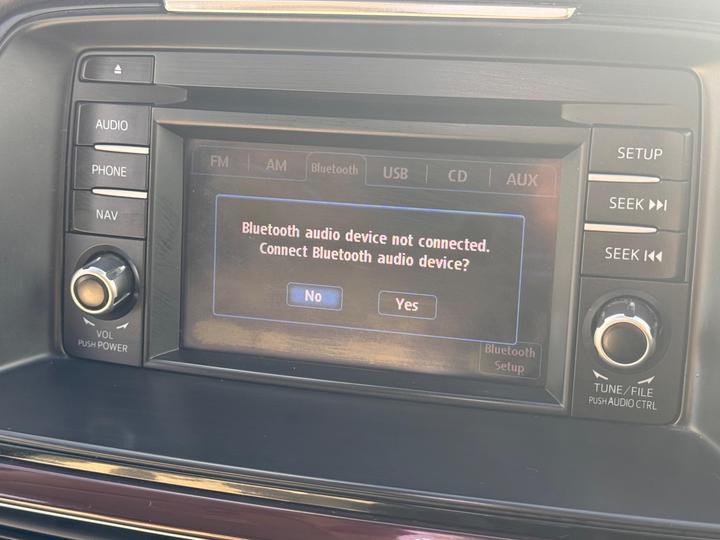 AUDIO
PHONE
NAV
VOL
PUSH POWER
FM AM Bluetooth USB CD AUX
Bluetooth audio device not connected.
Connect Bluetooth audio device?
No Yes
Bluetooth
Setup
SETUP
SEEK
SEEK
TUNE/FILE
PUSH AUDIO CTRL